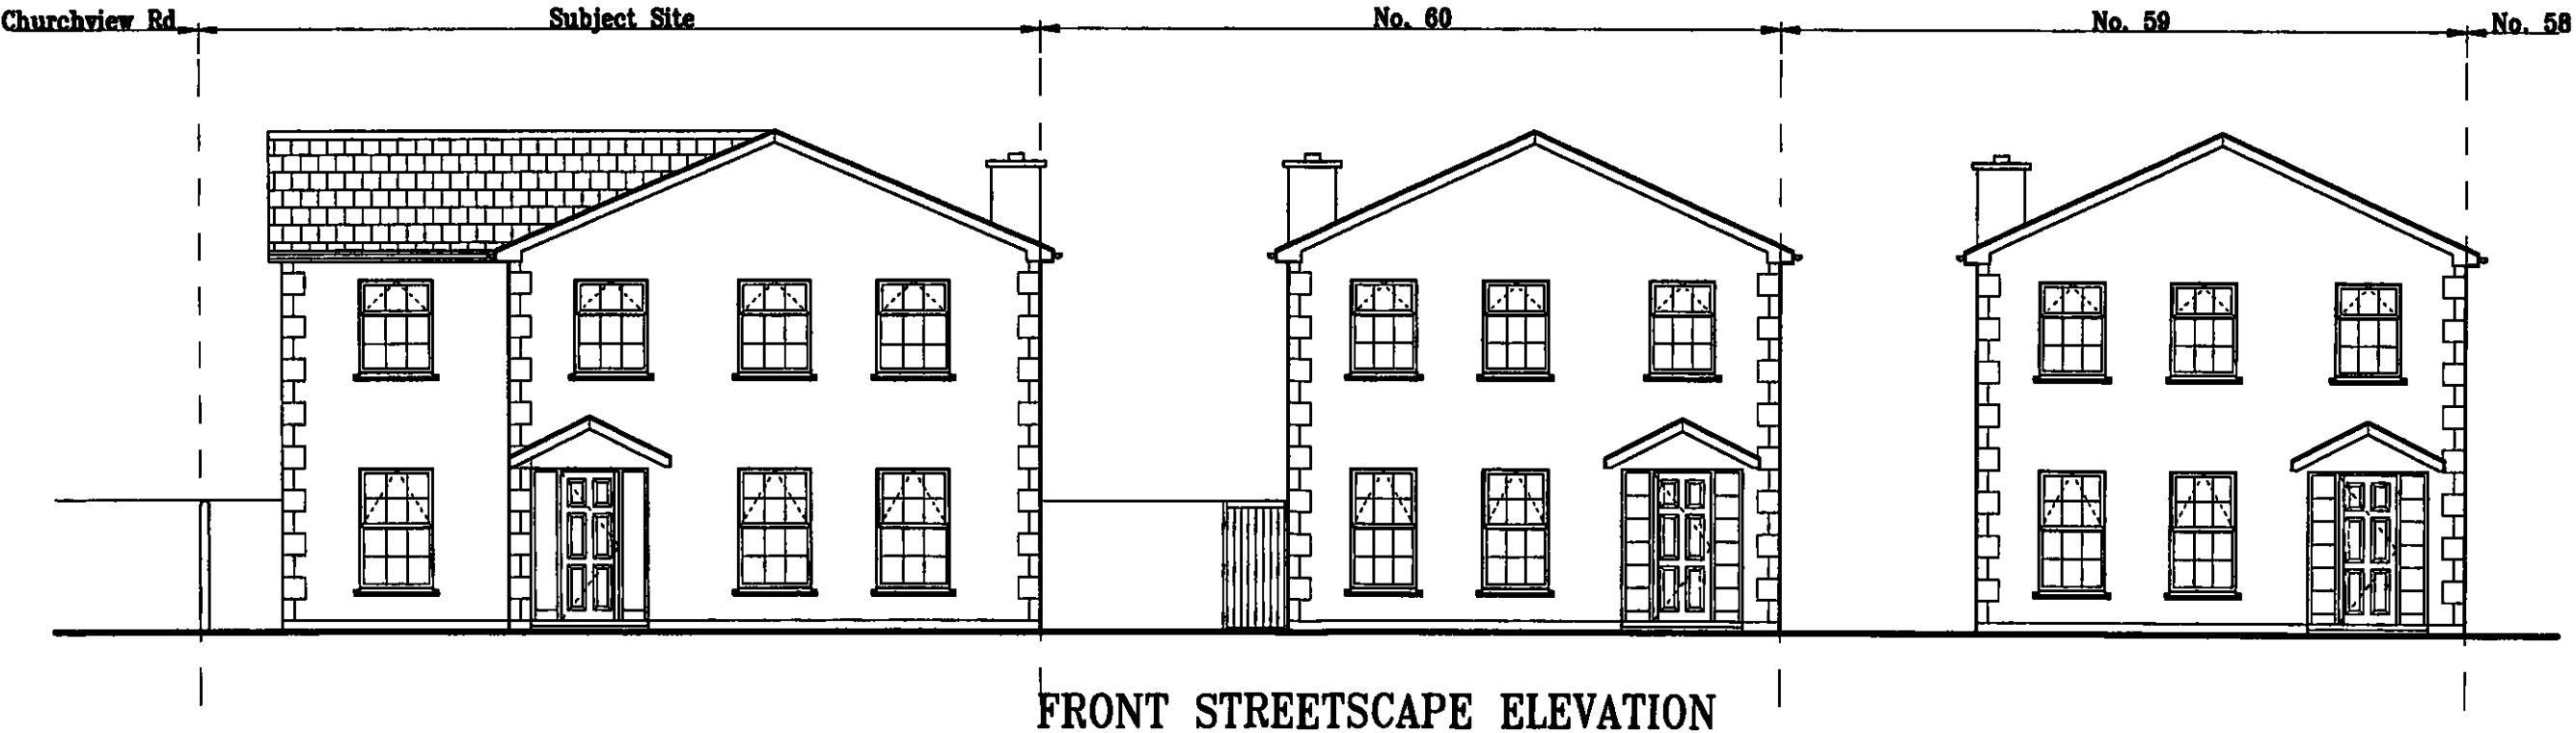 Churchview Rd
Subject Site
No. 60
No. 59
No. 58
FRONT STREETSCAPE ELEVATION